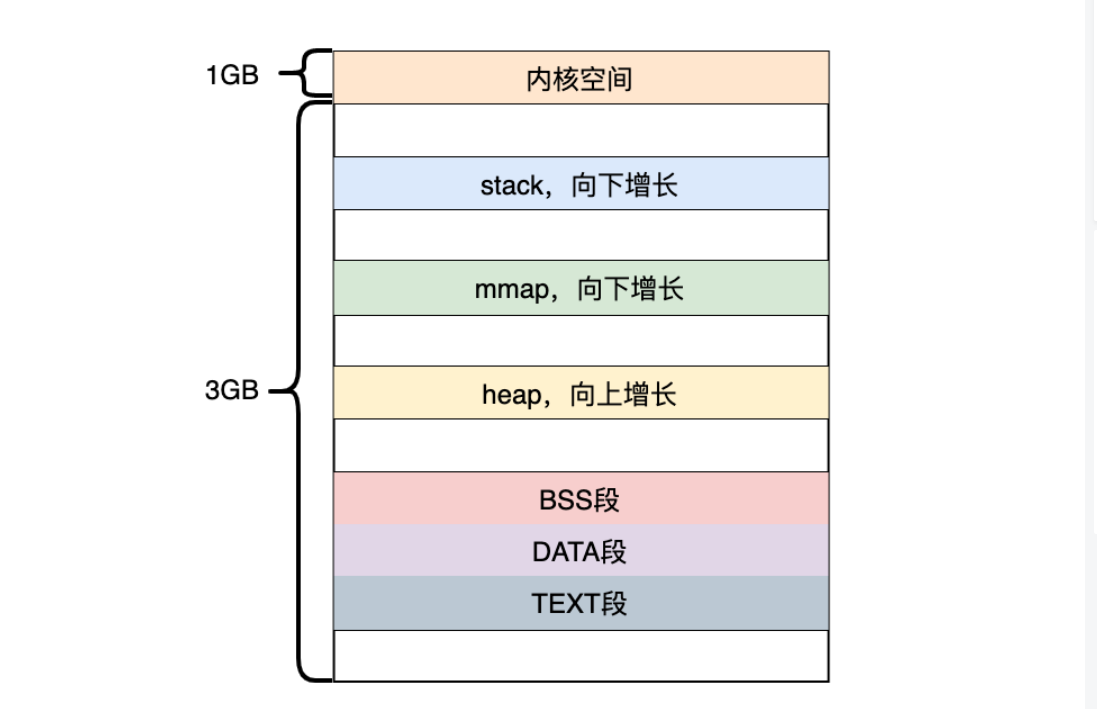 1GB
内核空间
stack，向下增长
mmap，向下增长
3GB
heap，向上增长
BSS段
DATA段
TEXT段